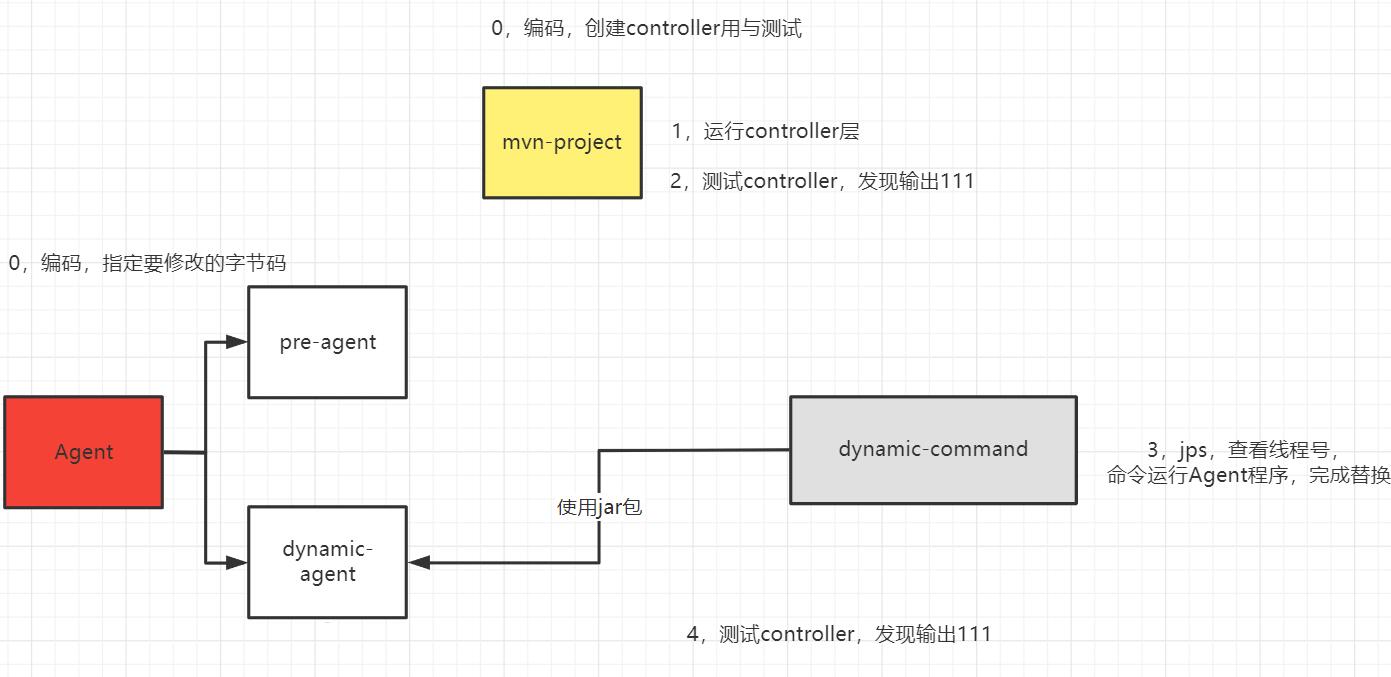 0，编码，创建controller用与测试
mvn-project
1，运行controller层
2，测试controller，发现输出111
0，编码，指定要修改的字节码
pre-agent
Agent
dynamic-command
3，jps，查看线程号，
命令运行Agent程序，完成替换
使用jar包
dynamic-
agent
4，测试controller，发现输出111